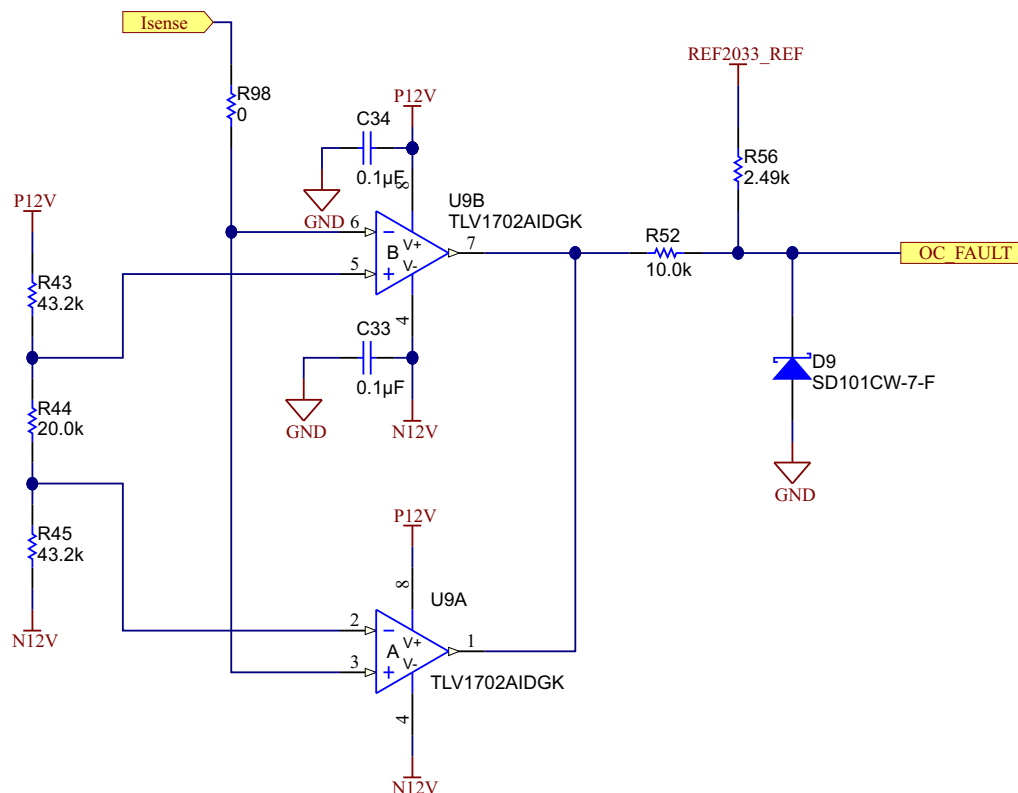 Isense
R98
0
P12V
C34
0.1µF
8
GND
REF2033_REF
R56
2.49k
U9B
TLV1702AIDGK
6
5
B
V+
V-
7
4
R52
10.0k
OC_FAULT
P12V
R43
43.2k
C33
0.1µF
GND
N12V
D9
SD101CW-7-F
GND
R44
20.0k
R45
43.2k
N12V
P12V
8
U9A
2
3
A
V+
V-
1
TLV1702AIDGK
4
N12V